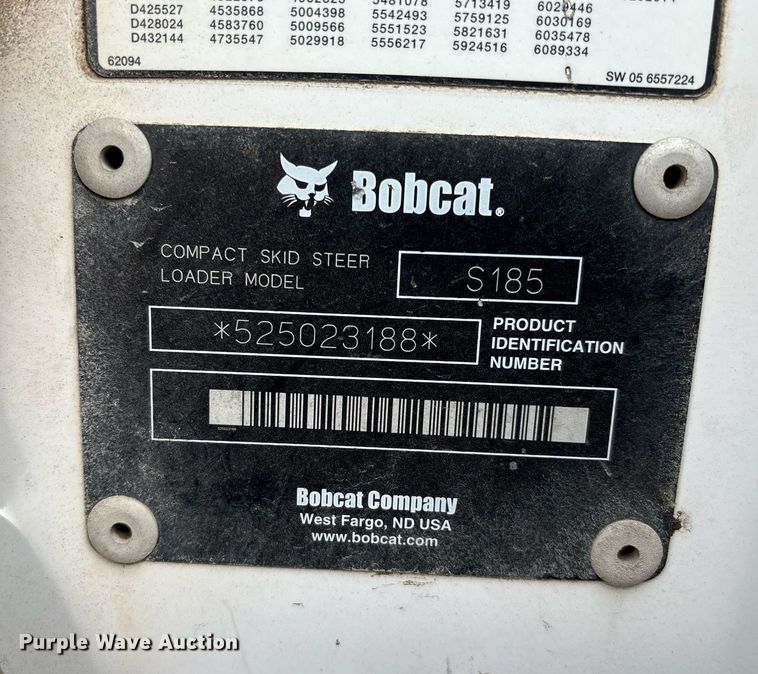 D425527 4535868 5004398 5542493 5759125 6030169
D428024 4583760 5009566 5551523 5821631 6035478
D432144 4735547 5029918 5556217 5924516 6089334
62094
SW 05 6557224
Bobcat®
COMPACT SKID STEER
LOADER MODEL
S185
*525023188*
PRODUCT
IDENTIFICATION
NUMBER
525023188
Bobcat Company
West Fargo, ND USA
www.bobcat.com
Purple Wave Auction